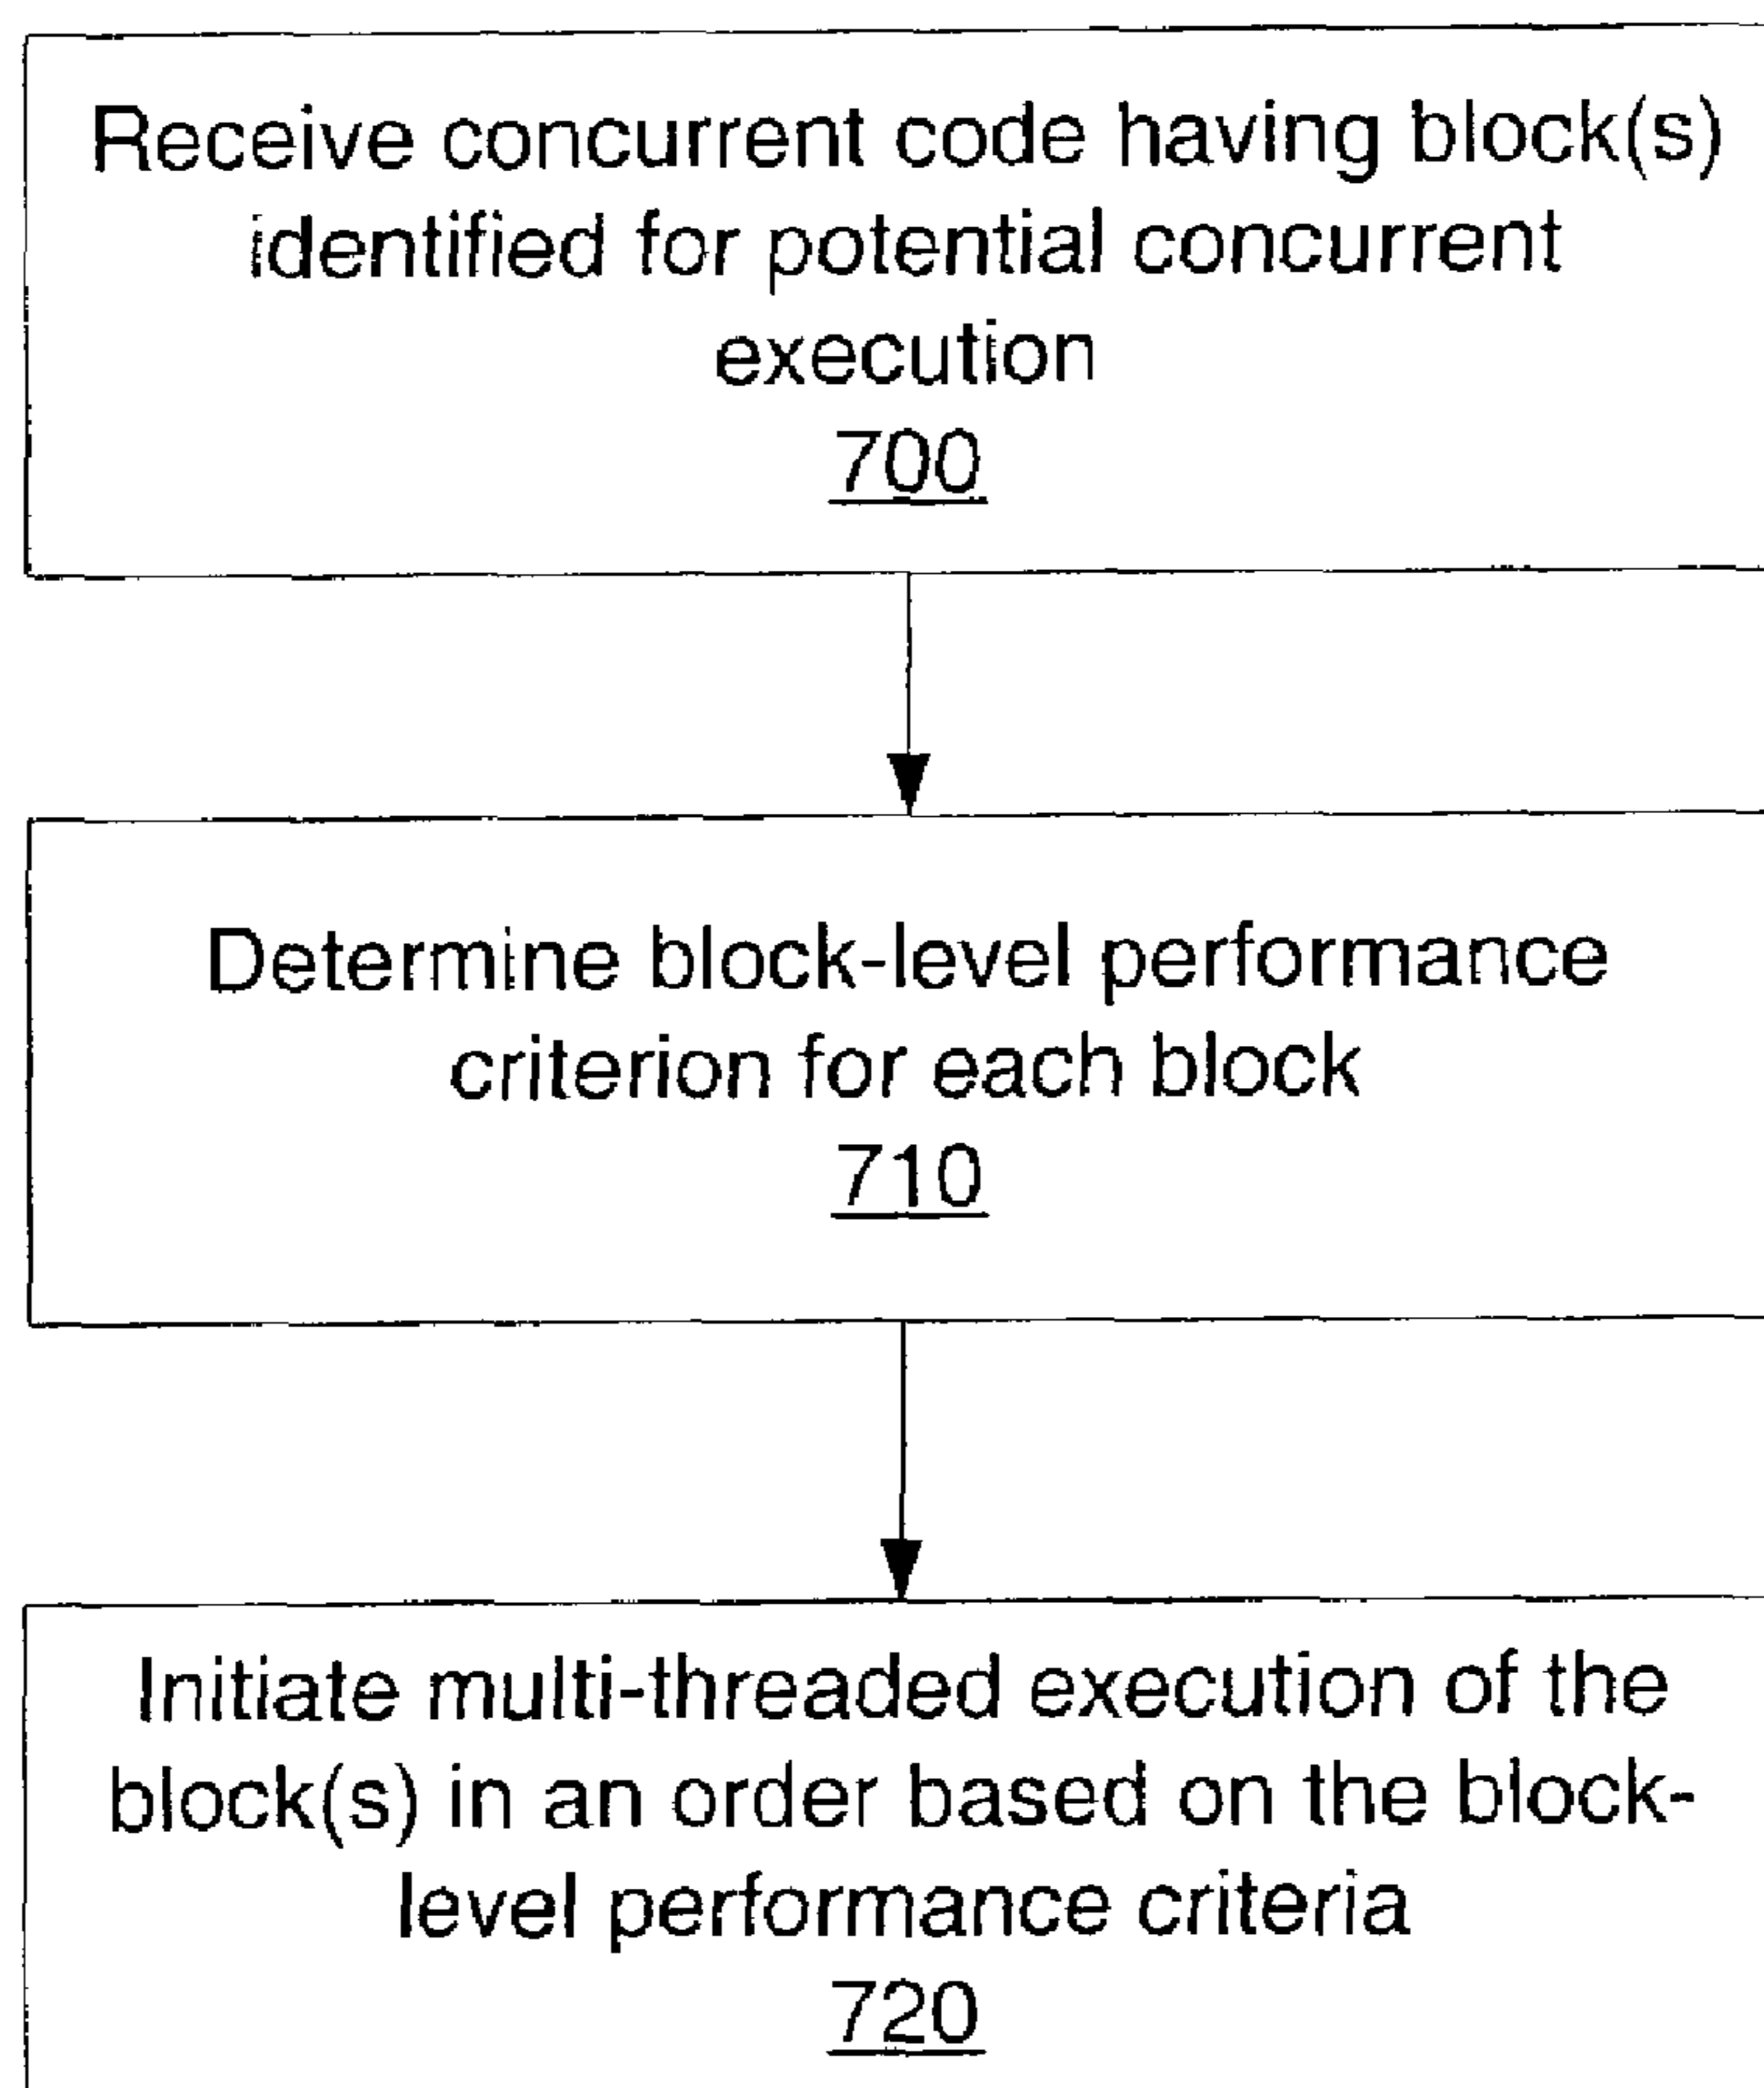 Receive concurrent code having block(s)
identified for potential concurrent
execution
700
Determine block-level performance
criterion for each block
710
Initiate multi-threaded execution of the
block(s) in an order based on the block-
level performance criteria
720